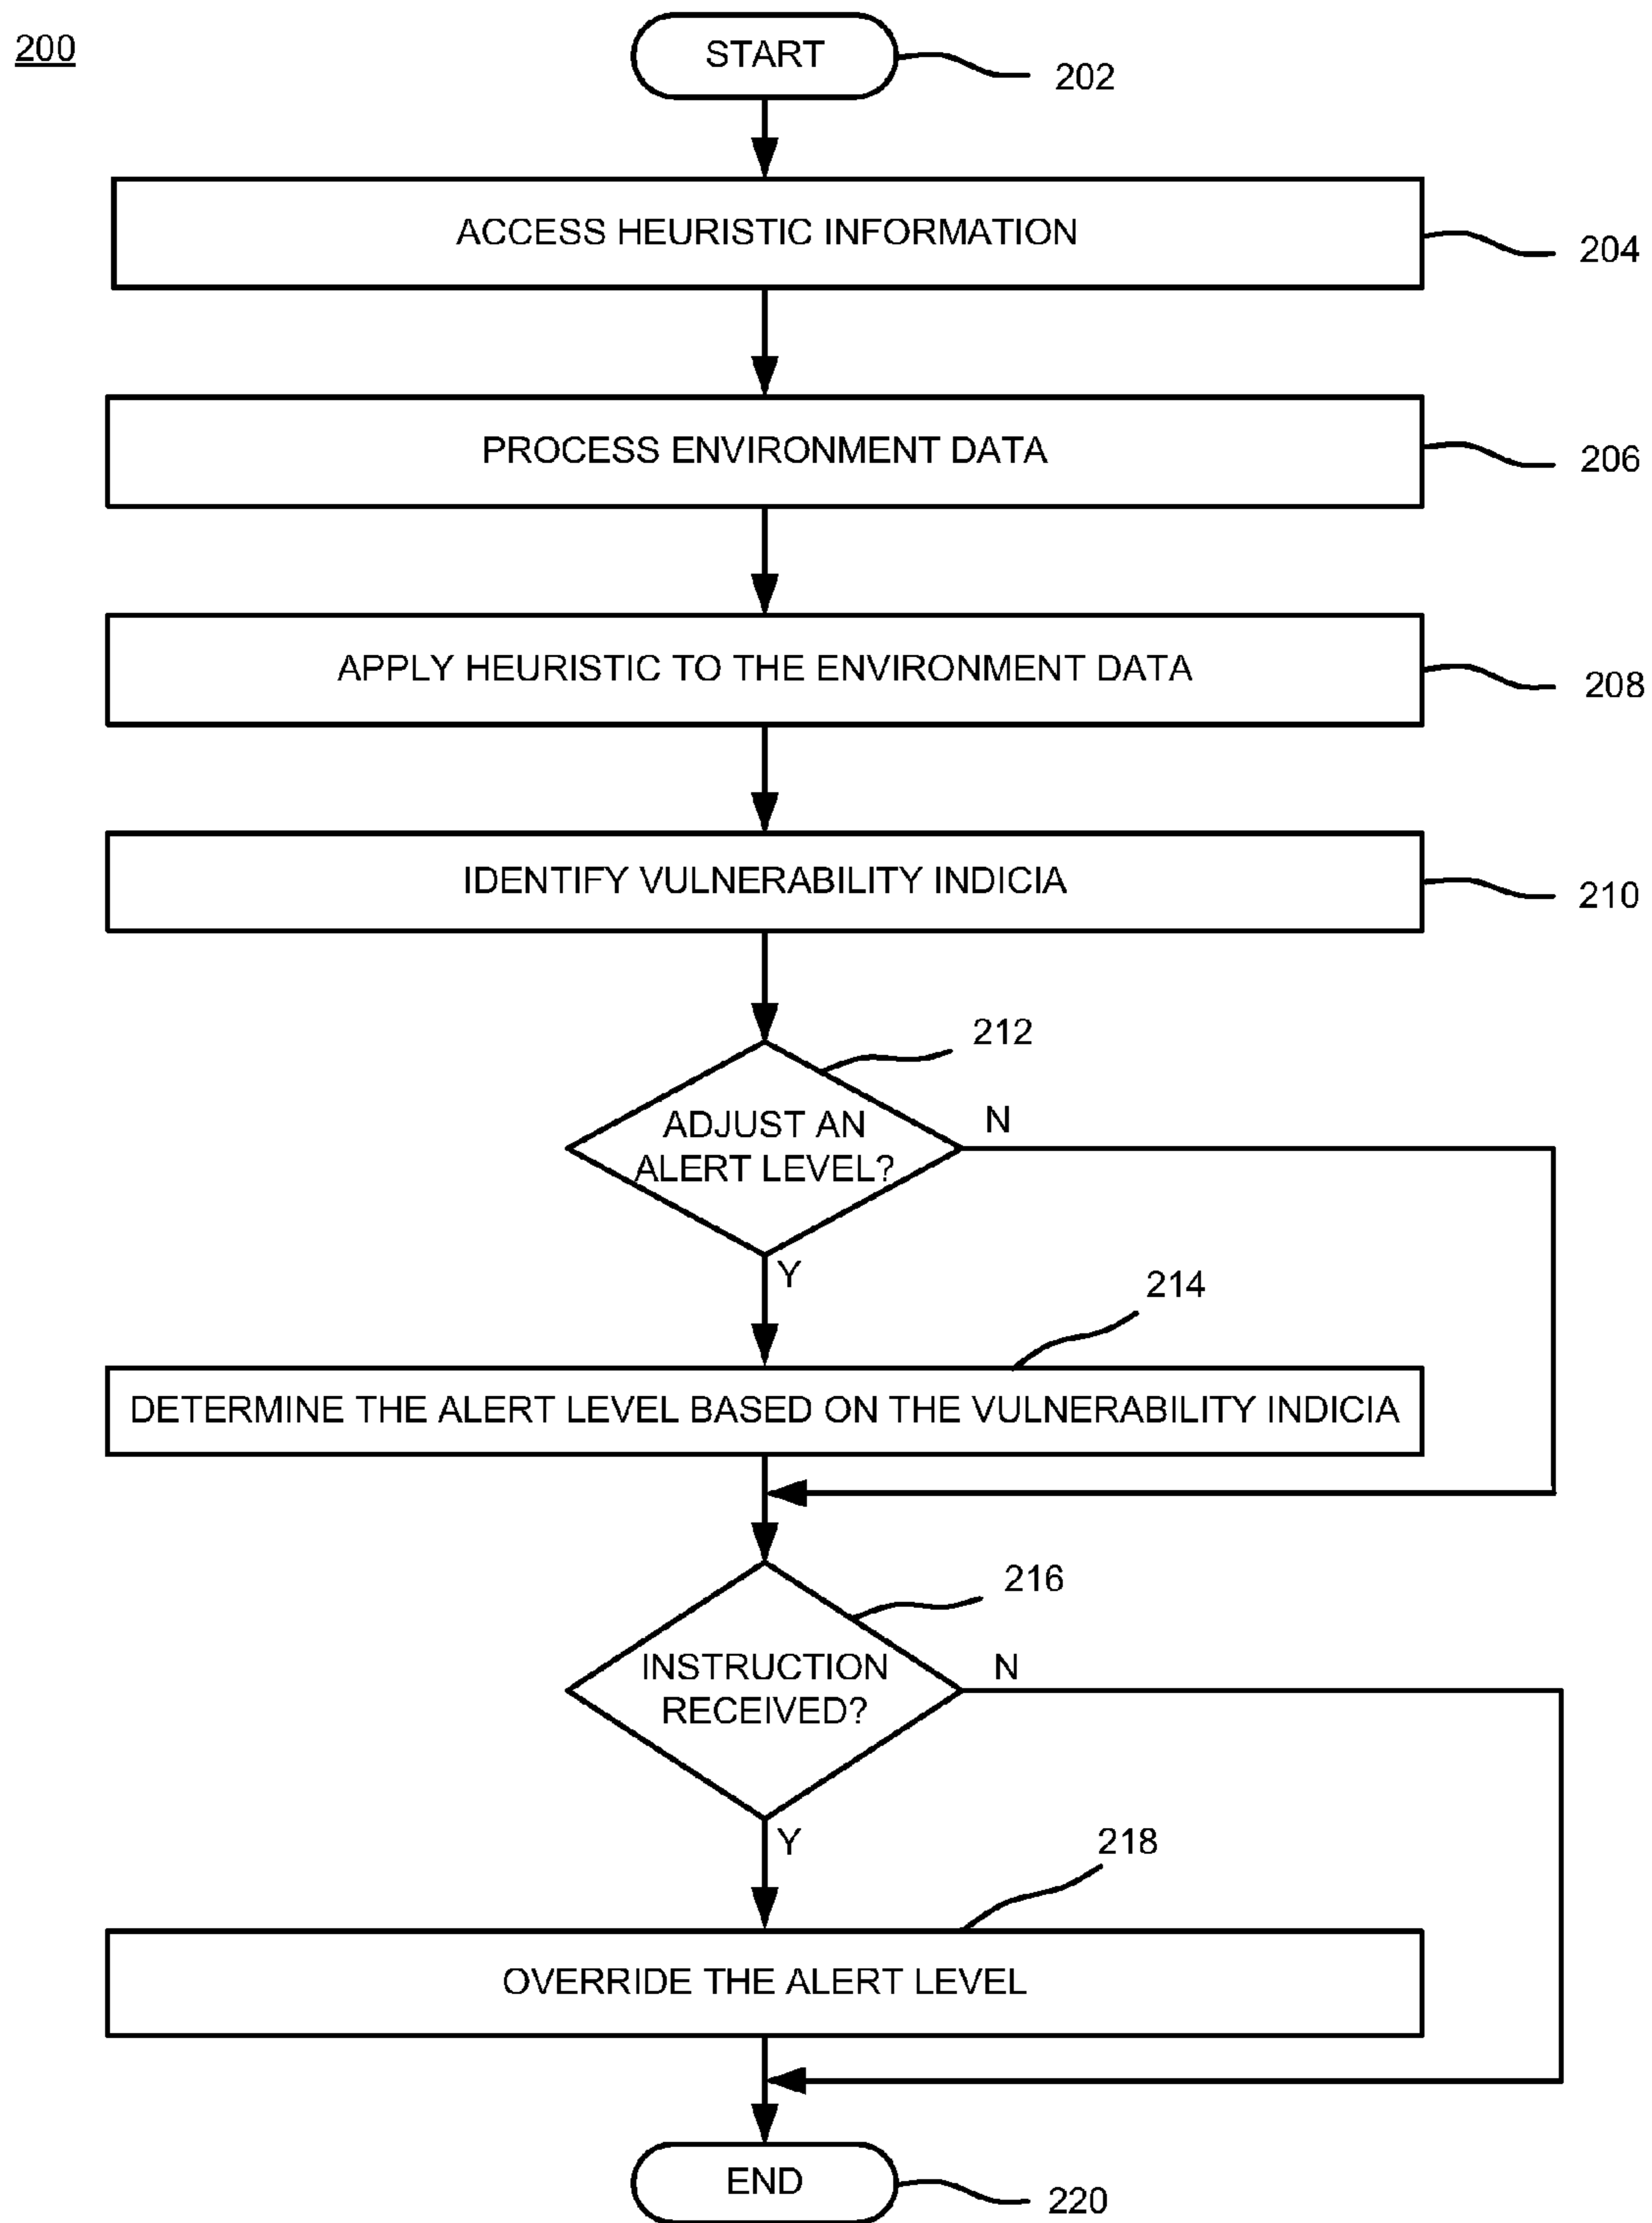 200
START
202
ACCESS HEURISTIC INFORMATION
204
PROCESS ENVIRONMENT DATA
206
APPLY HEURISTIC TO THE ENVIRONMENT DATA
208
IDENTIFY VULNERABILITY INDICIA
210
212
ADJUST AN
ALERT LEVEL?
N
Y
214
DETERMINE THE ALERT LEVEL BASED ON THE VULNERABILITY INDICIA
216
INSTRUCTION
RECEIVED?
N
Y
218
OVERRIDE THE ALERT LEVEL
END
220